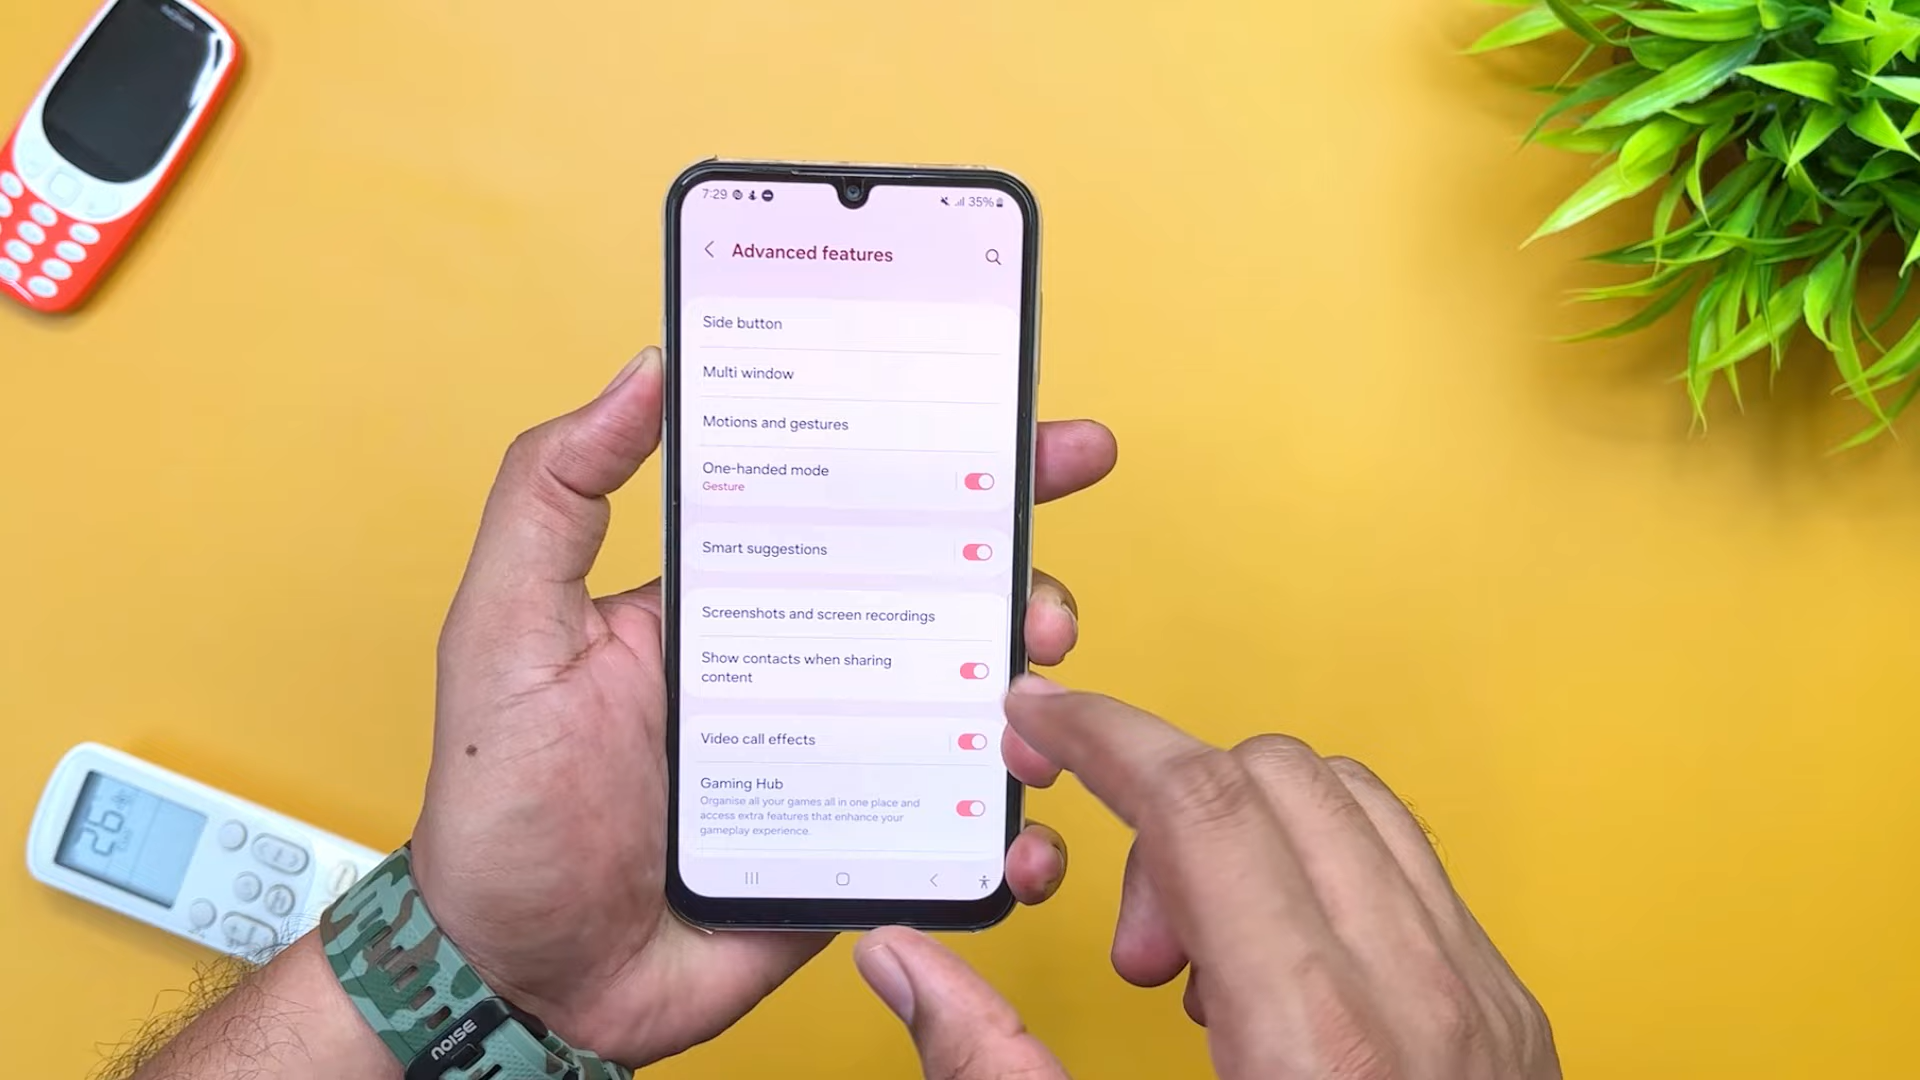 NOKIA
7:29
35%
Advanced features
Side button
Multi window
Motions and gestures
One-handed mode
Gesture
Smart suggestions
Screenshots and screen recordings
Show contacts when sharing
content
Video call effects
Gaming Hub
Organise all your games all in one place and
access extra features that enhance your
gameplay experience.
26
NOISE